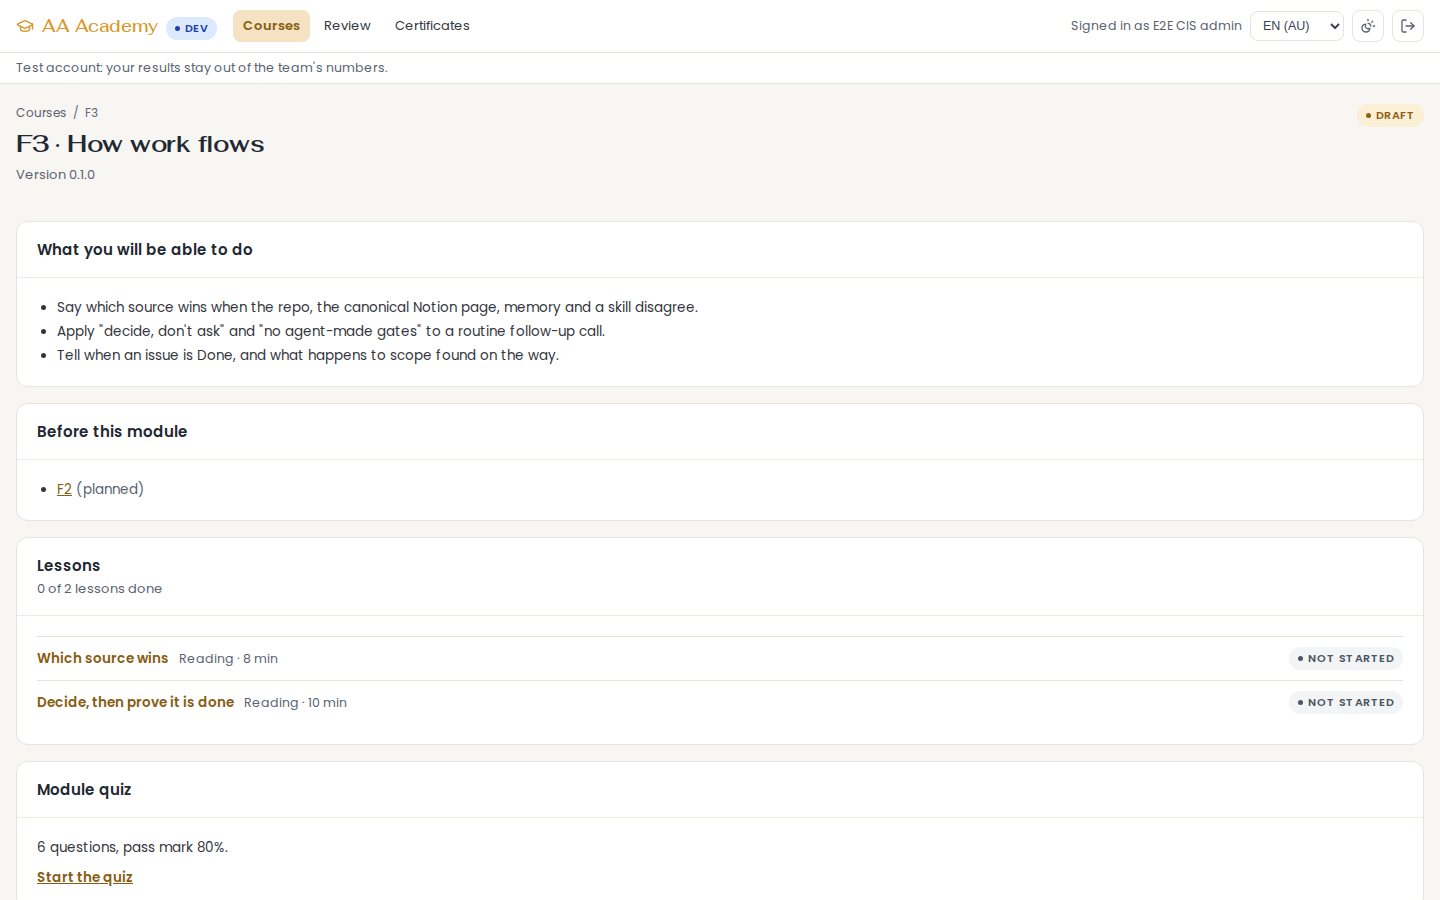 AA Academy
DEV
Courses
Review
Certificates
Signed in as E2E CIS admin
EN (AU)
Test account: your results stay out of the team's numbers.
Courses / F3
DRAFT
F3 · How work flows
Version 0.1.0
What you will be able to do
Say which source wins when the repo, the canonical Notion page, memory and a skill disagree.
Apply "decide, don't ask" and "no agent-made gates" to a routine follow-up call.
Tell when an issue is Done, and what happens to scope found on the way.
Before this module
F2 (planned)
Lessons
0 of 2 lessons done
Which source wins Reading · 8 min
NOT STARTED
Decide, then prove it is done Reading · 10 min
NOT STARTED
Module quiz
6 questions, pass mark 80%.
Start the quiz